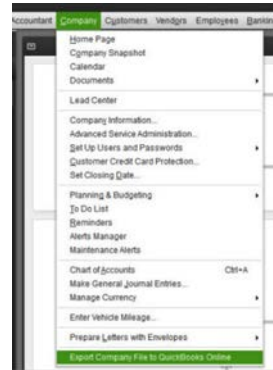 Accountant Company Customers Vendors Employees Banking
Home Page
Company Snapshot
Calendar
Documents
Lead Center
Company Information...
Advanced Service Administration...
Set Up Users and Passwords
Customer Credit Card Protection...
Set Closing Date...
Planning & Budgeting
To Do List
Reminders
Alerts Manager
Maintenance Alerts
Chart of Accounts Ctrl+A
Make General Journal Entries...
Manage Currency
Enter Vehicle Mileage...
Prepare Letters with Envelopes
Export Company File to QuickBooks Online